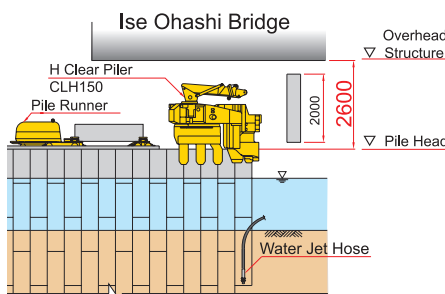 Ise Ohashi Bridge
Overhead
Structure
H Clear Piler
CLH150
Pile Runner
2000
2600
Pile Head
Water Jet Hose